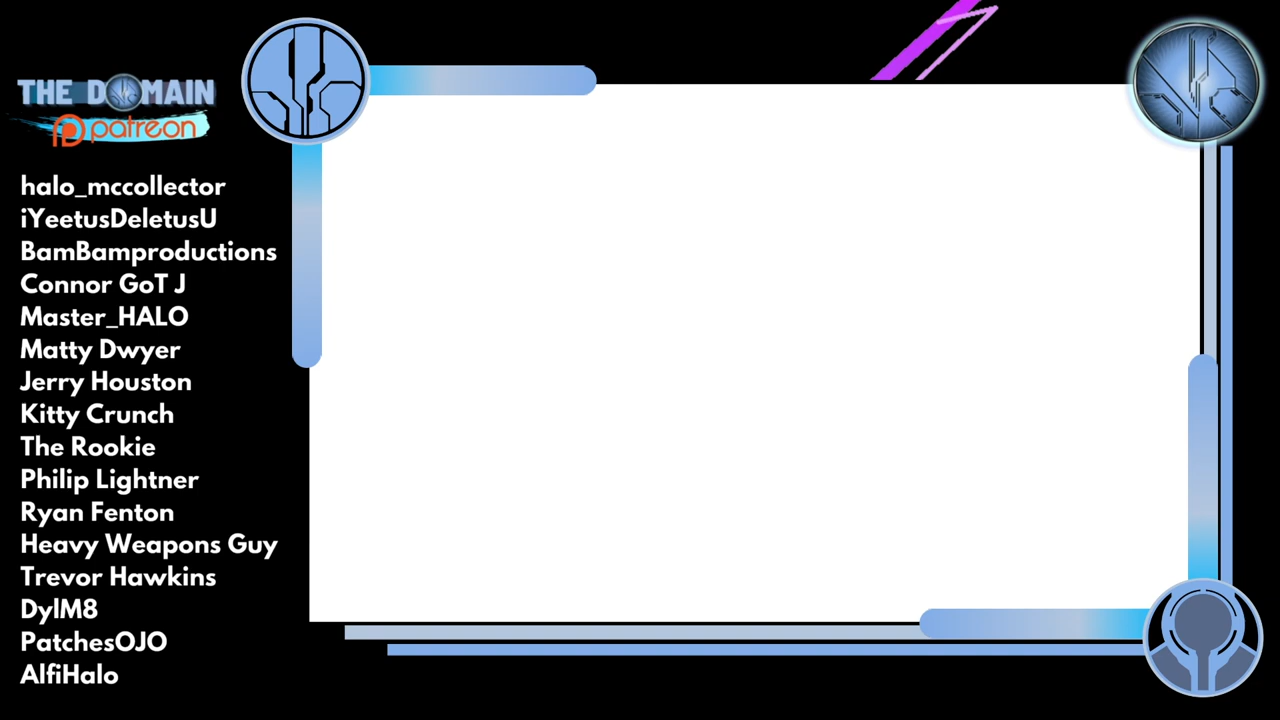 THE DOMAIN
patreon
halo_mccollector
iYeetusDeletusU
BamBamproductions
Connor GoT J
Master_HALO
Matty Dwyer
Jerry Houston
Kitty Crunch
The Rookie
Philip Lightner
Ryan Fenton
Heavy Weapons Guy
Trevor Hawkins
DylM8
PatchesOJO
AlfiHalo